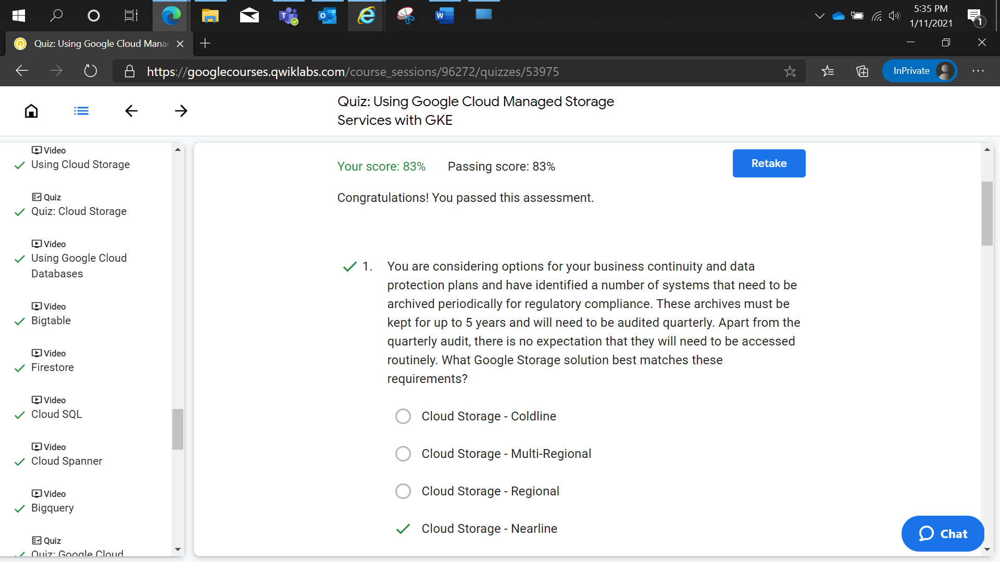 5:35 PM
1/11/2021
1
Quiz: Using Google Cloud Mana
https://googlecourses.qwiklabs.com/course_sessions/96272/quizzes/53975
InPrivate
Quiz: Using Google Cloud Managed Storage
Services with GKE
Video
Using Cloud Storage
Quiz
Quiz: Cloud Storage
Video
Using Google Cloud
Databases
Video
Bigtable
Video
Firestore
Video
Cloud SQL
Video
Cloud Spanner
Video
Bigquery
Quiz
Quiz: Google Cloud
Your score: 83%
Passing score: 83%
Retake
Congratulations! You passed this assessment.
1. You are considering options for your business continuity and data
protection plans and have identified a number of systems that need to be
archived periodically for regulatory compliance. These archives must be
kept for up to 5 years and will need to be audited quarterly. Apart from the
quarterly audit, there is no expectation that they will need to be accessed
routinely. What Google Storage solution best matches these
requirements?
Cloud Storage - Coldline
Cloud Storage - Multi-Regional
Cloud Storage - Regional
Cloud Storage - Nearline
Chat